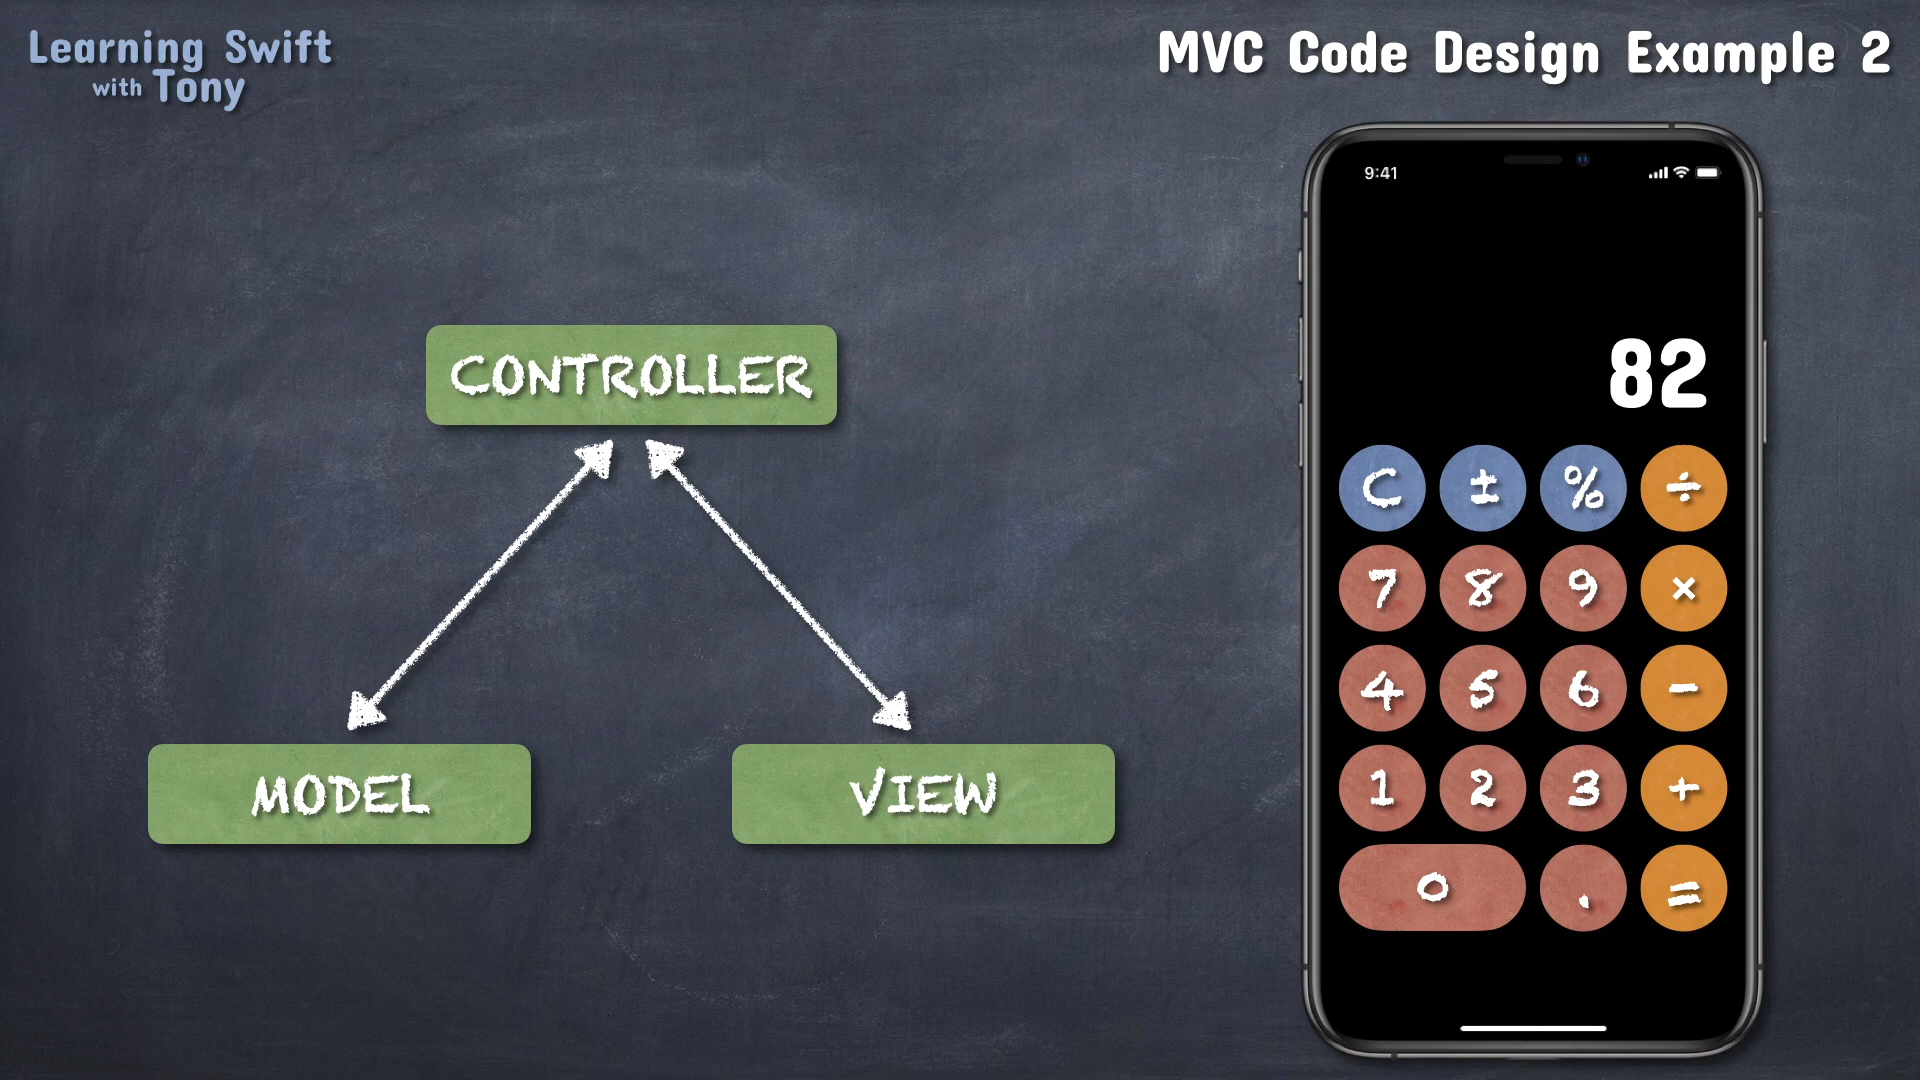 Learning Swift
with Tony
MVC Code Design Example 2
9:41
82
CONTROLLER
MODEL
VIEW
C ± % ÷
7 8 9 ×
4 5 6 −
1 2 3 +
0 . =